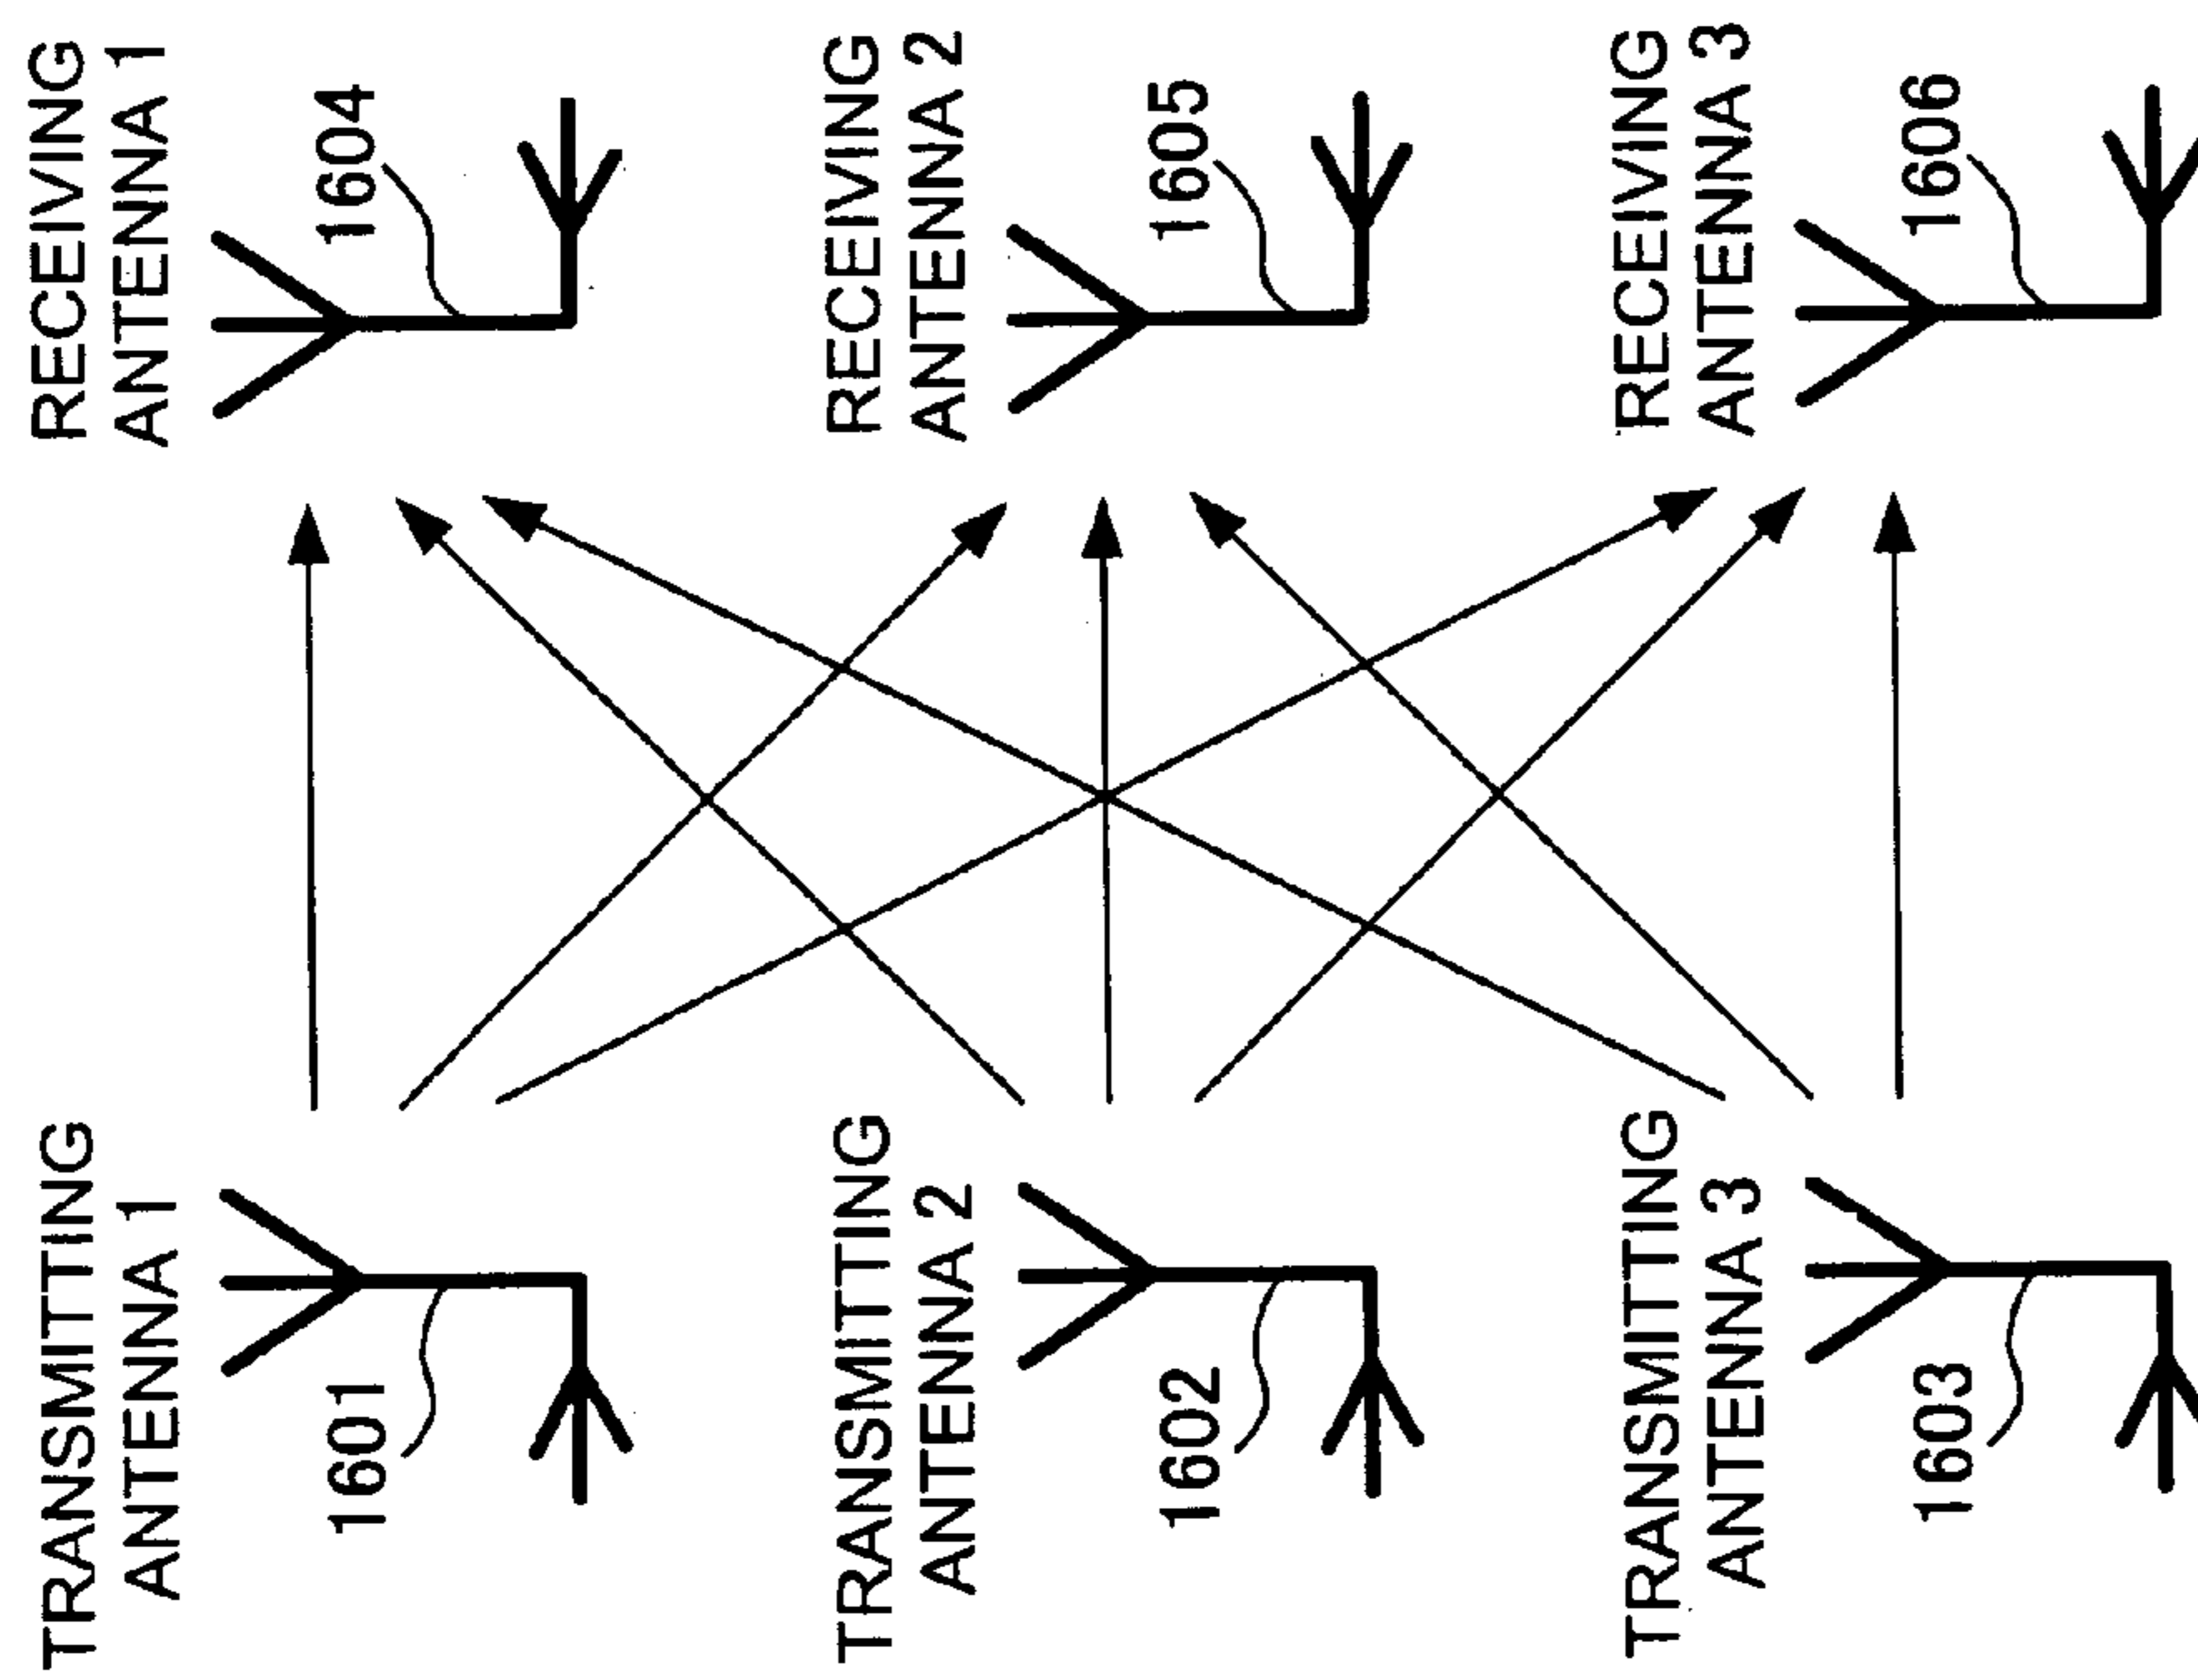 TRANSMITTING
ANTENNA 1
1601
RECEIVING
ANTENNA 1
1604
TRANSMITTING
ANTENNA 2
1602
RECEIVING
ANTENNA 2
1605
TRANSMITTING
ANTENNA 3
1603
RECEIVING
ANTENNA 3
1606